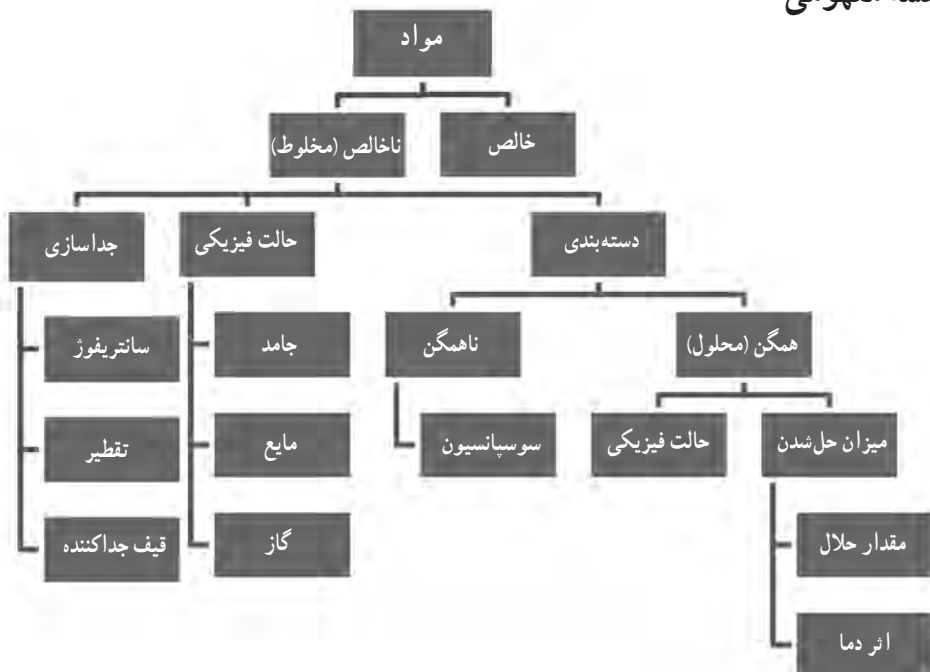 مفهومی
مواد
خالص
ناخالص (مخلوط)
دسته‌بندی
حالت فیزیکی
جداسازی
همگن (محلول)
ناهمگن
جامد
سانتریفوژ
میزان حل‌شدن
حالت فیزیکی
سوسپانسیون
مایع
تقطیر
مقدار حلال
گاز
قیف جداکننده
اثر دما